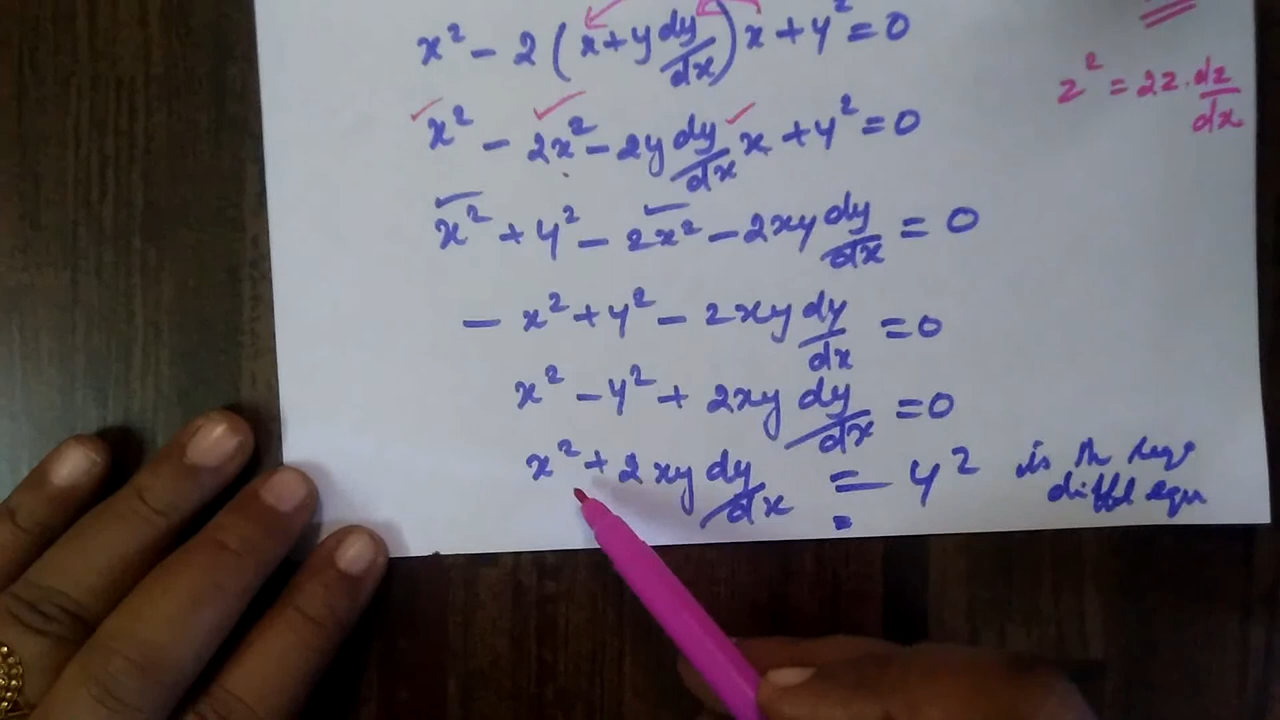 x² - 2(x+y dy/dx)x + y² = 0
z² = 2z. dz/dx
x² - 2x² - 2y dy/dx x + y² = 0
x² + y² - 2x² - 2xy dy/dx = 0
- x² + y² - 2xy dy/dx = 0
x² - y² + 2xy dy/dx = 0
x² + 2xy dy/dx = y² is th
diffl eqn